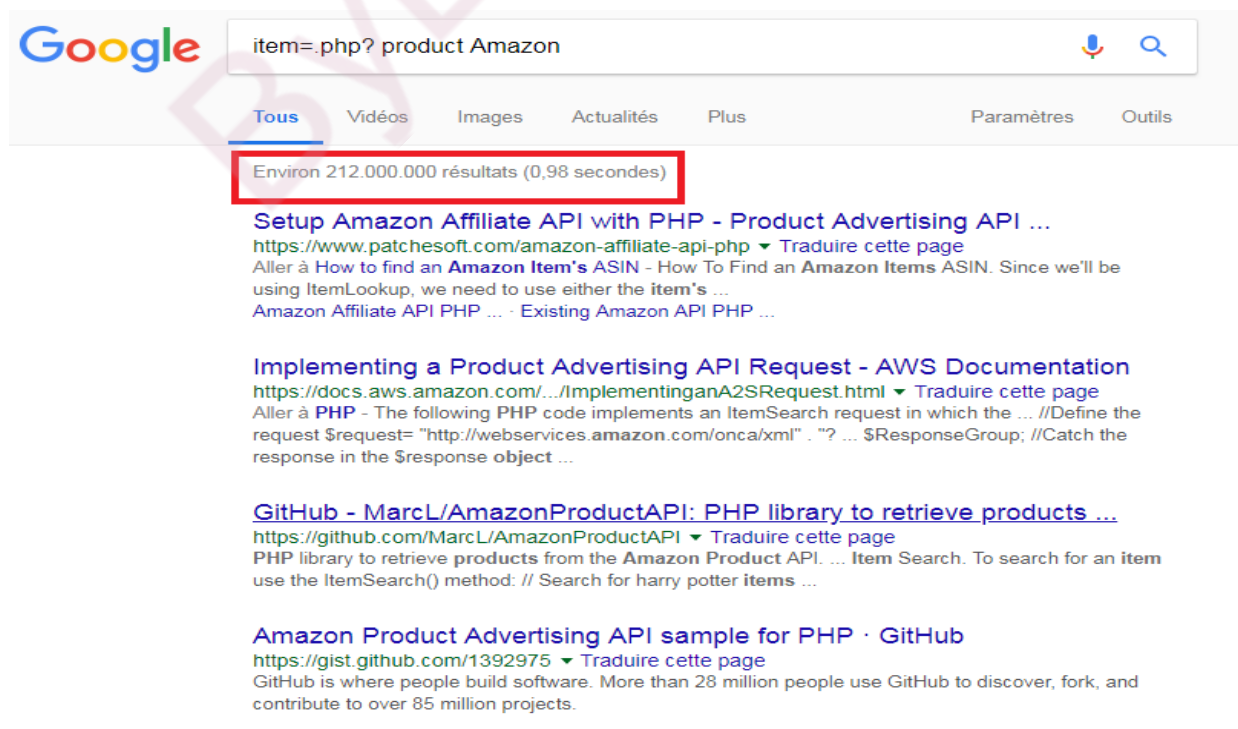 Google
item=.php? product Amazon
Tous Vidéos Images Actualités Plus Paramètres Outils
Environ 212.000.000 résultats (0,98 secondes)
Setup Amazon Affiliate API with PHP - Product Advertising API ...
https://www.patchesoft.com/amazon-affiliate-api-php ▼ Traduire cette page
Aller à How to find an Amazon Item's ASIN - How To Find an Amazon Items ASIN. Since we'll be
using ItemLookup, we need to use either the item's ...
Amazon Affiliate API PHP ... · Existing Amazon API PHP ...
Implementing a Product Advertising API Request - AWS Documentation
https://docs.aws.amazon.com/.../ImplementinganA2SRequest.html ▼ Traduire cette page
Aller à PHP - The following PHP code implements an ItemSearch request in which the ... //Define the
request $request= "http://webservices.amazon.com/onca/xml" . "? ... $ResponseGroup; //Catch the
response in the $response object ...
GitHub - MarcL/AmazonProductAPI: PHP library to retrieve products ...
https://github.com/MarcL/AmazonProductAPI ▼ Traduire cette page
PHP library to retrieve products from the Amazon Product API. ... Item Search. To search for an item
use the ItemSearch() method: // Search for harry potter items ...
Amazon Product Advertising API sample for PHP · GitHub
https://gist.github.com/1392975 ▼ Traduire cette page
GitHub is where people build software. More than 28 million people use GitHub to discover, fork, and
contribute to over 85 million projects.